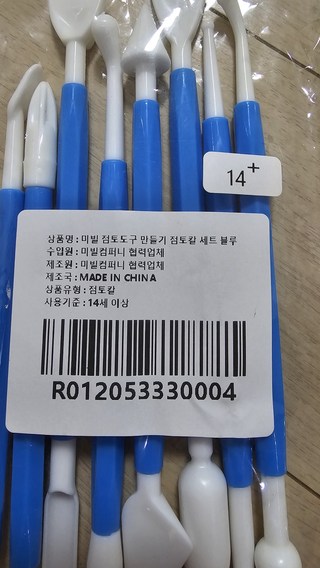 14+
상품명 : 미빌 점토도구 만들기 점토칼 세트 블루
수입원 : 미빌컴퍼니 협력업체
제조원 : 미빌컴퍼니 협력업체
제조국 : MADE IN CHINA
상품유형 : 점토칼
사용기준 : 14세 이상
R012053330004